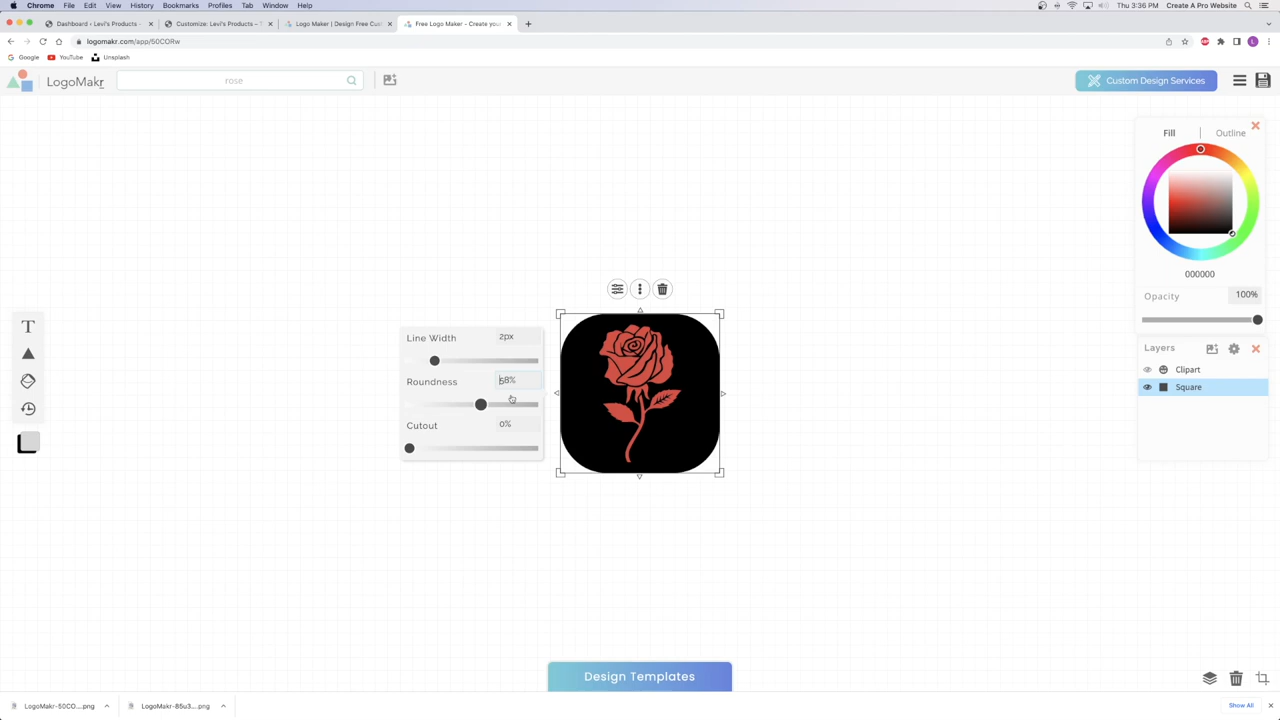 Chrome File Edit View History Bookmarks Profiles Tab Window Help Thu 3:36 PM Create A Pro Website
Dashboard ‹ Levi's Products - Customize: Levi's Products – T Logo Maker | Design Free Cus Free Logo Maker - Create your
logomakr.com/app/50CORw
Google YouTube Unsplash
LogoMakr rose Custom Design Services
Fill Outline
000000
Opacity 100%
Layers
Clipart
Square
Line Width 2px
Roundness 58%
Cutout 0%
T
Design Templates
LogoMakr-50CO....png LogoMakr-85u3....png Show All